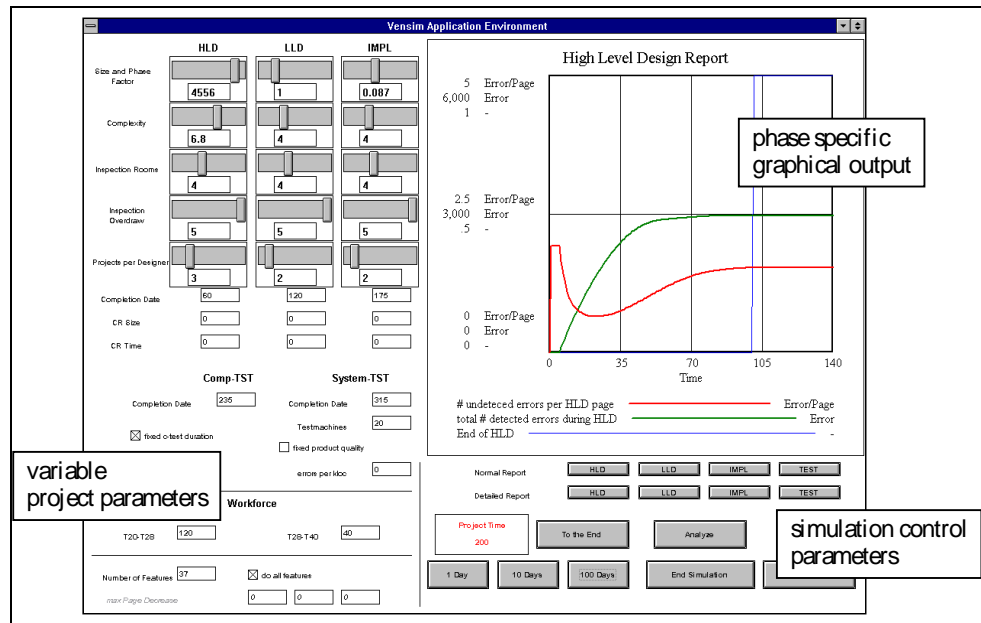 Vensim Application Environment
HLD LLD IMPL
Size and Phase Factor
4556 1 0.087
Complexity
6.8 4 4
Inspection Rooms
4 4 4
Inspection Overdraw
5 5 5
Projects per Designer
3 2 2
Completion Date 60 120 175
CR Size 0 0 0
CR Time 0 0 0
Comp-TST System-TST
Completion Date 235 Completion Date 315
Testmachines 20
fixed c-test duration
fixed product quality
errors per kloc 0
variable
project parameters
Workforce
T20-T28 120 T28-T40 40
Number of Features 37 do all features
max Page Decrease 0 0 0
High Level Design Report
5 Error/Page
6,000 Error
1 -
2.5 Error/Page
3,000 Error
.5 -
0 Error/Page
0 Error
0 -
0 35 70 105 140
Time
phase specific
graphical output
# undeteced errors per HLD page Error/Page
total # detected errors during HLD Error
End of HLD -
Normal Report HLD LLD IMPL TEST
Detailed Report HLD LLD IMPL TEST
Project Time
200
To the End Analyze
simulation control
parameters
1 Day 10 Days 100 Days End Simulation